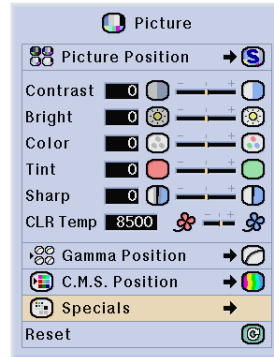 Picture
Picture Position S
Contrast 0 - +
Bright 0 - +
Color 0 - +
Tint 0 - +
Sharp 0 - +
CLR Temp 8500 - +
Gamma Position
C.M.S. Position
Specials
Reset